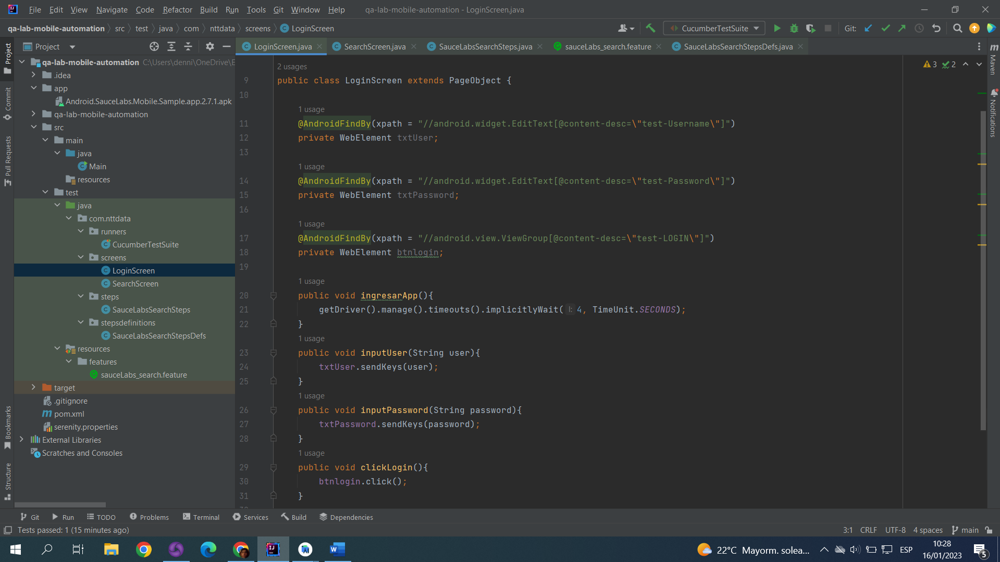 File Edit View Navigate Code Refactor Build Run Tools Git Window Help qa-lab-mobile-automation - LoginScreen.java
qa-lab-mobile-automation src test java com nttdata screens LoginScreen CucumberTestSuite Git:
Project
LoginScreen.java SearchScreen.java SauceLabsSearchSteps.java sauceLabs_search.feature SauceLabsSearchStepsDefs.java
Project
Commit
Pull Requests
Bookmarks
Structure
qa-lab-mobile-automation C:\Users\denni\OneDrive\E
.idea
app
Android.SauceLabs.Mobile.Sample.app.2.7.1.apk
qa-lab-mobile-automation
src
main
java
Main
resources
test
java
com.nttdata
runners
CucumberTestSuite
screens
LoginScreen
SearchScreen
steps
SauceLabsSearchSteps
stepsdefinitions
SauceLabsSearchStepsDefs
resources
features
sauceLabs_search.feature
target
.gitignore
pom.xml
serenity.properties
External Libraries
Scratches and Consoles
2 usages
9 public class LoginScreen extends PageObject {
10
1 usage
11 @AndroidFindBy(xpath = "//android.widget.EditText[@content-desc=\"test-Username\"]")
12 private WebElement txtUser;
13
1 usage
14 @AndroidFindBy(xpath = "//android.widget.EditText[@content-desc=\"test-Password\"]")
15 private WebElement txtPassword;
16
1 usage
17 @AndroidFindBy(xpath = "//android.view.ViewGroup[@content-desc=\"test-LOGIN\"]")
18 private WebElement btnlogin;
19
1 usage
20 public void ingresarApp(){
21 getDriver().manage().timeouts().implicitlyWait( l: 4, TimeUnit.SECONDS);
22 }
1 usage
23 public void inputUser(String user){
24 txtUser.sendKeys(user);
25 }
1 usage
26 public void inputPassword(String password){
27 txtPassword.sendKeys(password);
28 }
1 usage
29 public void clickLogin(){
30 btnlogin.click();
31 }
3 2
Maven
Notifications
Git Run TODO Problems Terminal Services Build Dependencies
Tests passed: 1 (15 minutes ago) 3:1 CRLF UTF-8 4 spaces main
22°C Mayorm. solea... ESP 10:28
16/01/2023 5